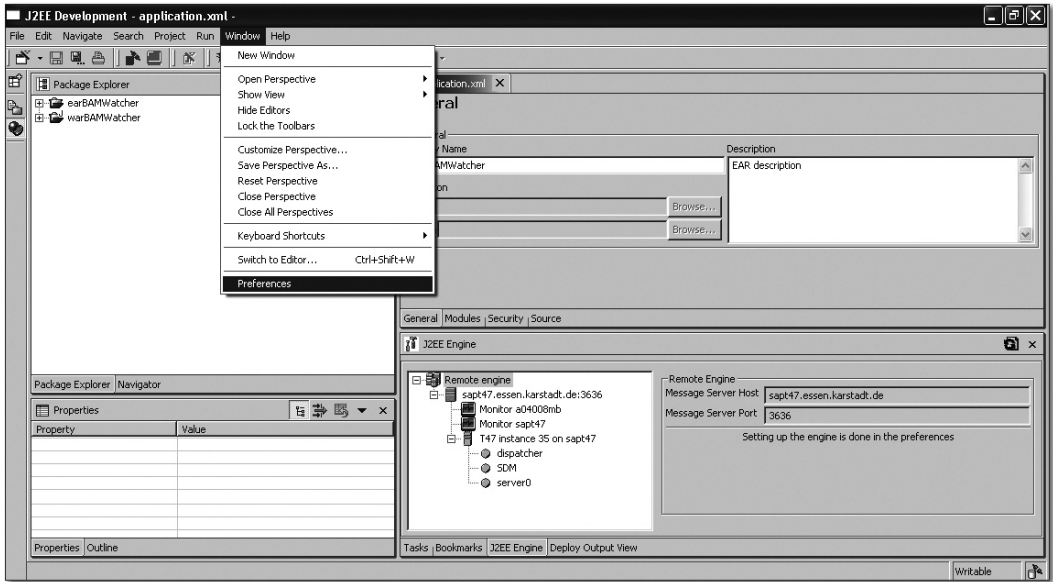 J2EE Development - application.xml -
File Edit Navigate Search Project Run Window Help
New Window
Open Perspective
Show View
Hide Editors
Lock the Toolbars
Customize Perspective...
Save Perspective As...
Reset Perspective
Close Perspective
Close All Perspectives
Keyboard Shortcuts
Switch to Editor... Ctrl+Shift+W
Preferences
Package Explorer
earBAMWatcher
warBAMWatcher
Package Explorer Navigator
Properties
Property Value
Properties Outline
lication.xml
eral
ral
y Name
AMWatcher
on
Browse...
Browse...
Description
EAR description
General Modules Security Source
J2EE Engine
Remote engine
sapt47.essen.karstadt.de:3636
Monitor a04008mb
Monitor sapt47
T47 instance 35 on sapt47
dispatcher
SDM
server0
Remote Engine
Message Server Host sapt47.essen.karstadt.de
Message Server Port 3636
Setting up the engine is done in the preferences
Tasks Bookmarks J2EE Engine Deploy Output View
Writable